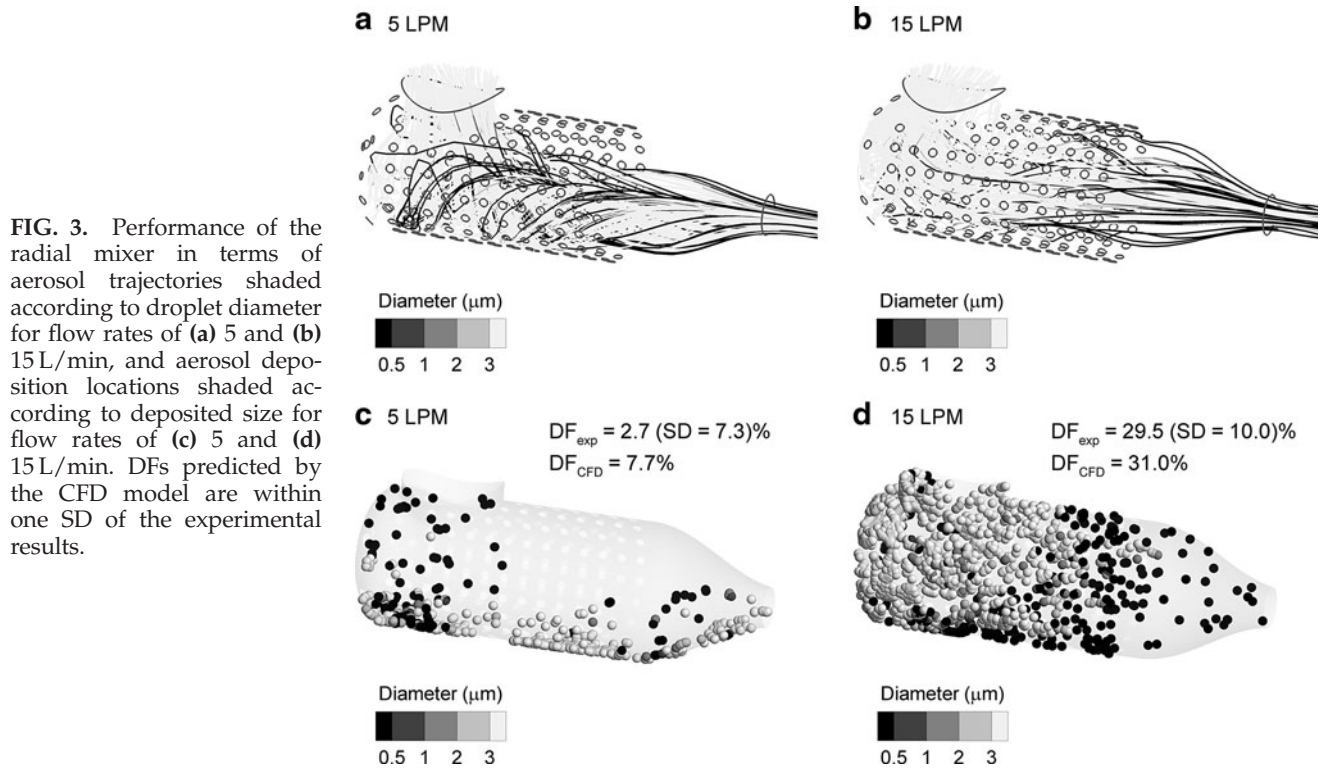 FIG. 3. Performance of the
radial mixer in terms of
aerosol trajectories shaded
according to droplet diameter
for flow rates of (a) 5 and (b)
15 L/min, and aerosol depo-
sition locations shaded ac-
cording to deposited size for
flow rates of (c) 5 and (d)
15 L/min. DFs predicted by
the CFD model are within
one SD of the experimental
results.
a 5 LPM
Diameter (μm)
0.5 1 2 3
b 15 LPM
Diameter (μm)
0.5 1 2 3
c 5 LPM
DFexp = 2.7 (SD = 7.3)%
DFCFD = 7.7%
Diameter (μm)
0.5 1 2 3
d 15 LPM
DFexp = 29.5 (SD = 10.0)%
DFCFD = 31.0%
Diameter (μm)
0.5 1 2 3